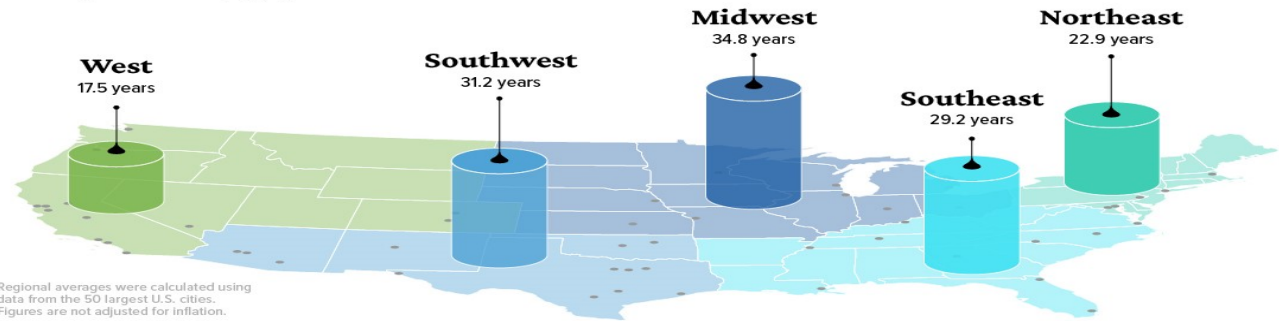 West
17.5 years
Southwest
31.2 years
Midwest
34.8 years
Southeast
29.2 years
Northeast
22.9 years
Regional averages were calculated using
data from the 50 largest U.S. cities.
Figures are not adjusted for inflation.